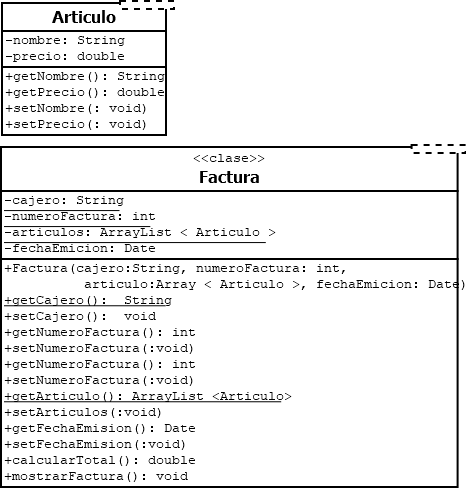 Articulo
-nombre: String
-precio: double
+getNombre(): String
+getPrecio(): double
+setNombre(: void)
+setPrecio(: void)
<<clase>>
Factura
-cajero: String
-numeroFactura: int
-articulos: ArrayList < Articulo >
-fechaEmicion: Date
+Factura(cajero:String, numeroFactura: int,
articulo:Array < Articulo >, fechaEmicion: Date)
+getCajero(): String
+setCajero(): void
+getNumeroFactura(): int
+setNumeroFactura(:void)
+getNumeroFactura(): int
+setNumeroFactura(:void)
+getArticulo(): ArrayList <Articulo>
+setArticulos(:void)
+getFechaEmision(): Date
+setFechaEmision(:void)
+calcularTotal(): double
+mostrarFactura(): void